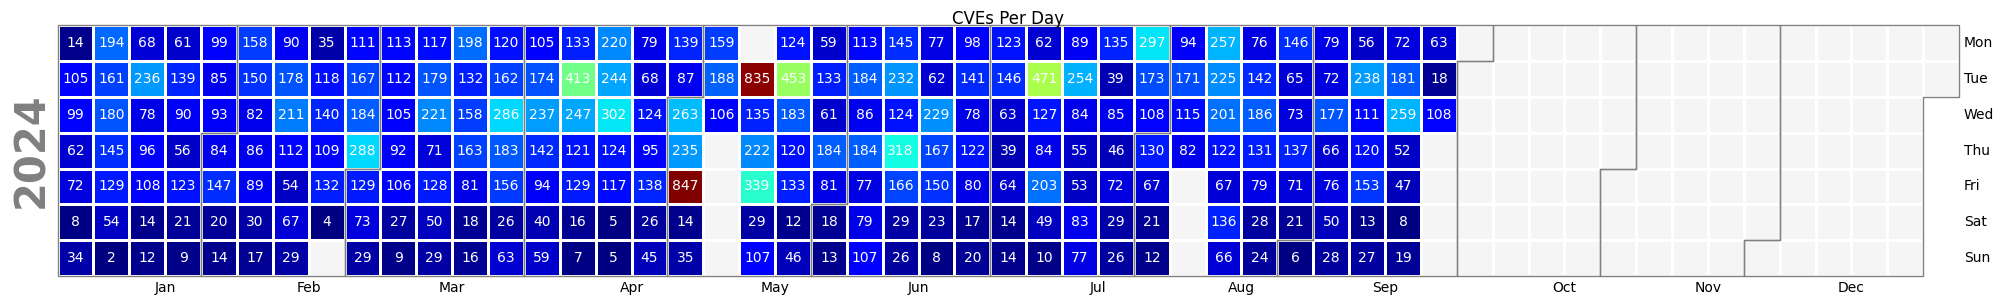 CVEs Per Day
14 194 68 61 99 158 90 35 111 113 117 198 120 105 133 220 79 139 159 124 59 113 145 77 98 123 62 89 135 297 94 257 76 146 79 56 72 63 Mon
105 161 236 139 85 150 178 118 167 112 179 132 162 174 413 244 68 87 188 835 453 133 184 232 62 141 146 471 254 39 173 171 225 142 65 72 238 181 18 Tue
99 180 78 90 93 82 211 140 184 105 221 158 286 237 247 302 124 263 106 135 183 61 86 124 229 78 63 127 84 85 108 115 201 186 73 177 111 259 108 Wed
62 145 96 56 84 86 112 109 288 92 71 163 183 142 121 124 95 235 222 120 184 184 318 167 122 39 84 55 46 130 82 122 131 137 66 120 52 Thu
72 129 108 123 147 89 54 132 129 106 128 81 156 94 129 117 138 847 339 133 81 77 166 150 80 64 203 53 72 67 67 79 71 76 153 47 Fri
8 54 14 21 20 30 67 4 73 27 50 18 26 40 16 5 26 14 29 12 18 79 29 23 17 14 49 83 29 21 136 28 21 50 13 8 Sat
34 2 12 9 14 17 29 29 9 29 16 63 59 7 5 45 35 107 46 13 107 26 8 20 14 10 77 26 12 66 24 6 28 27 19 Sun
2024
Jan Feb Mar Apr May Jun Jul Aug Sep Oct Nov Dec